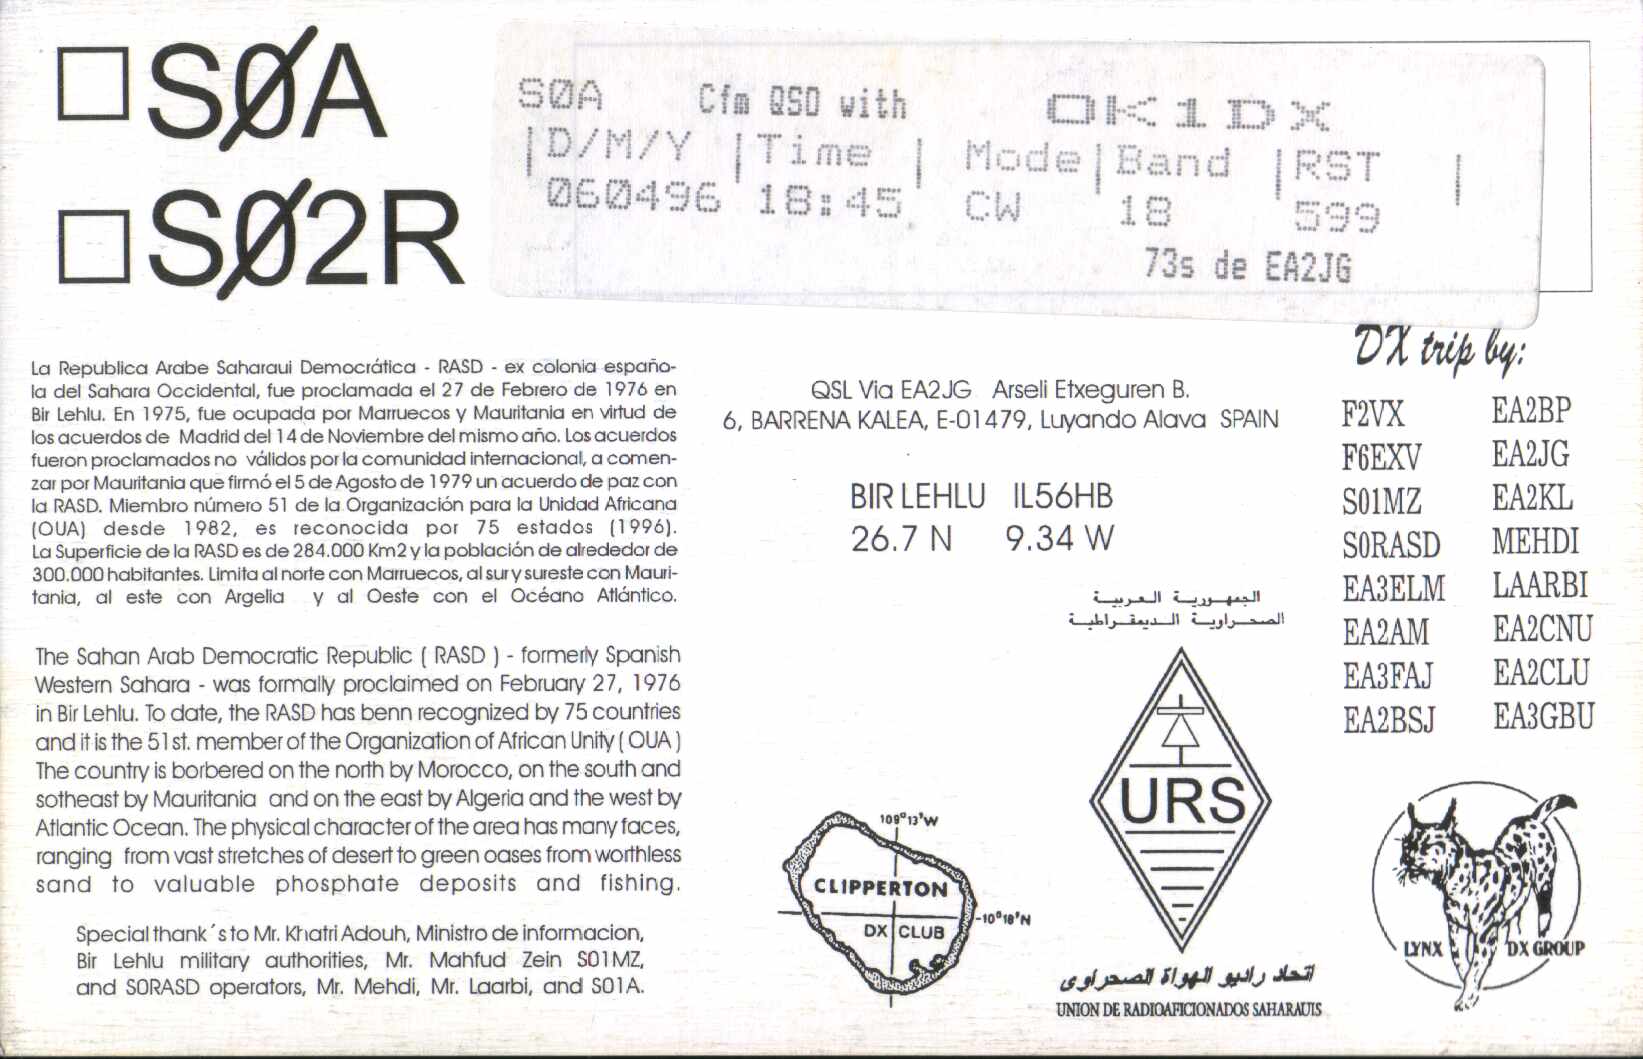 SØA
SØ2R
SØA Cfm QSO with OK1DX
|D/M/Y |Time | Mode|Band |RST |
060496 18:45 CW 18 599
73s de EA2JG
La Republica Arabe Saharaui Democrática - RASD - ex colonia españo-
la del Sahara Occidental, fue proclamada el 27 de Febrero de 1976 en
Bir Lehlu. En 1975, fue ocupada por Marruecos y Mauritania en virtud de
los acuerdos de Madrid del 14 de Noviembre del mismo año. Los acuerdos
fueron proclamados no válidos por la comunidad internacional, a comen-
zar por Mauritania que firmó el 5 de Agosto de 1979 un acuerdo de paz con
la RASD. Miembro número 51 de la Organización para la Unidad Africana
(OUA) desde 1982, es reconocida por 75 estados (1996).
La Superficie de la RASD es de 284.000 Km2 y la población de alrededor de
300.000 habitantes. Limita al norte con Marruecos, al sur y sureste con Mauri-
tania, al este con Argelia y al Oeste con el Océano Atlántico.
The Sahan Arab Democratic Republic ( RASD ) - formerly Spanish
Western Sahara - was formally proclaimed on February 27, 1976
in Bir Lehlu. To date, the RASD has benn recognized by 75 countries
and it is the 51 st. member of the Organization of African Unity ( OUA )
The country is borbered on the north by Morocco, on the south and
sotheast by Mauritania and on the east by Algeria and the west by
Atlantic Ocean. The physical character of the area has many faces,
ranging from vast stretches of desert to green oases from worthless
sand to valuable phosphate deposits and fishing.
Special thank´s to Mr. Khatri Adouh, Ministro de informacion,
Bir Lehlu military authorities, Mr. Mahfud Zein S01MZ,
and S0RASD operators, Mr. Mehdi, Mr. Laarbi, and S01A.
QSL Via EA2JG Arseli Etxeguren B.
6, BARRENA KALEA, E-01479, Luyando Alava SPAIN
BIR LEHLU IL56HB
26.7 N 9.34 W
الجمهورية العربية
الصحراوية الديمقراطية
URS
اتحاد راديو الهواة الصحراوي
UNION DE RADIOAFICIONADOS SAHARAUIS
109°13'W
CLIPPERTON
10°18'N
DX CLUB
DX trip by:
F2VX EA2BP
F6EXV EA2JG
S01MZ EA2KL
S0RASD MEHDI
EA3ELM LAARBI
EA2AM EA2CNU
EA3FAJ EA2CLU
EA2BSJ EA3GBU
LYNX DX GROUP